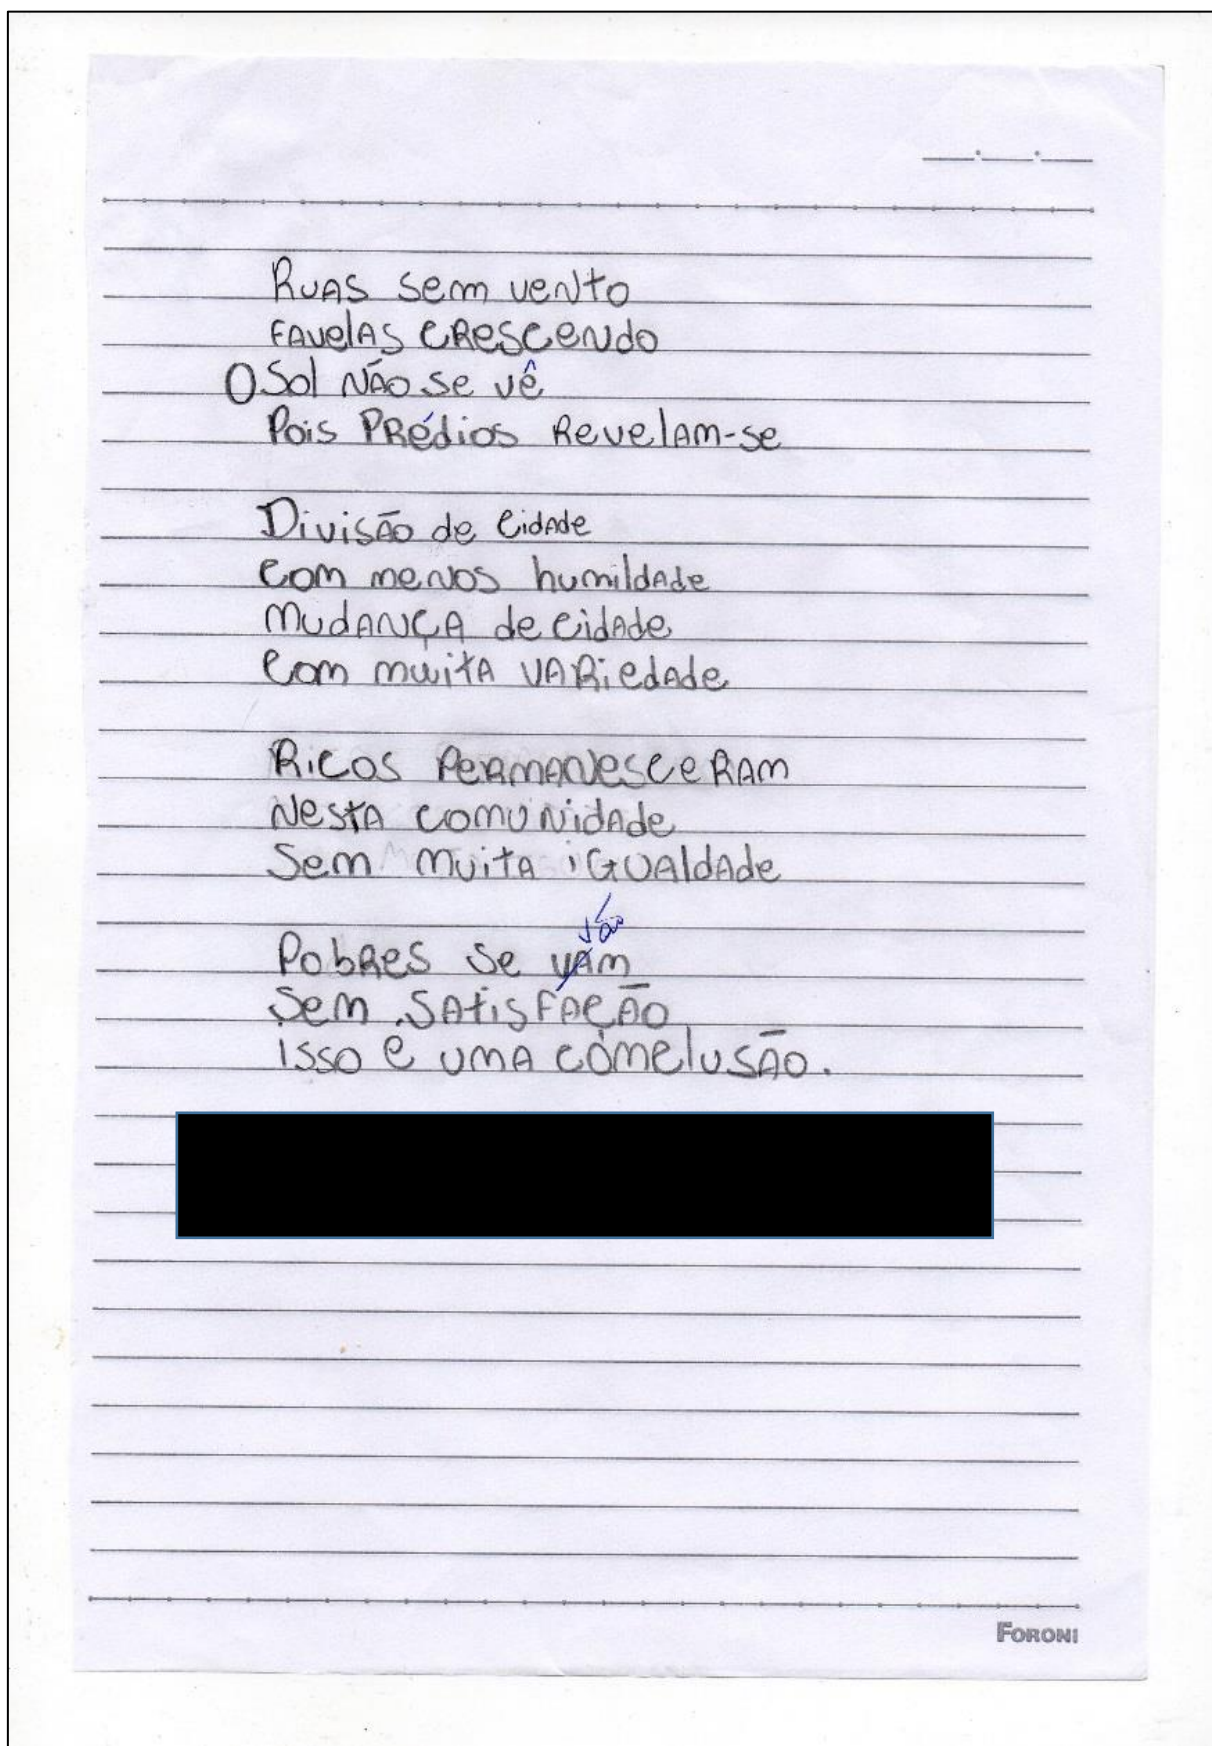 Ruas sem vento
Favelas crescendo
O Sol não se vê
Pois Prédios Revelam-se
Divisão de cidade
com menos humildade
mudança de cidade
com muita variedade
Ricos Permanesceram
nesta comunidade
Sem muita igualdade
vão
Pobres se vam
Sem satisfação
isso é uma comclusão.
FORONI